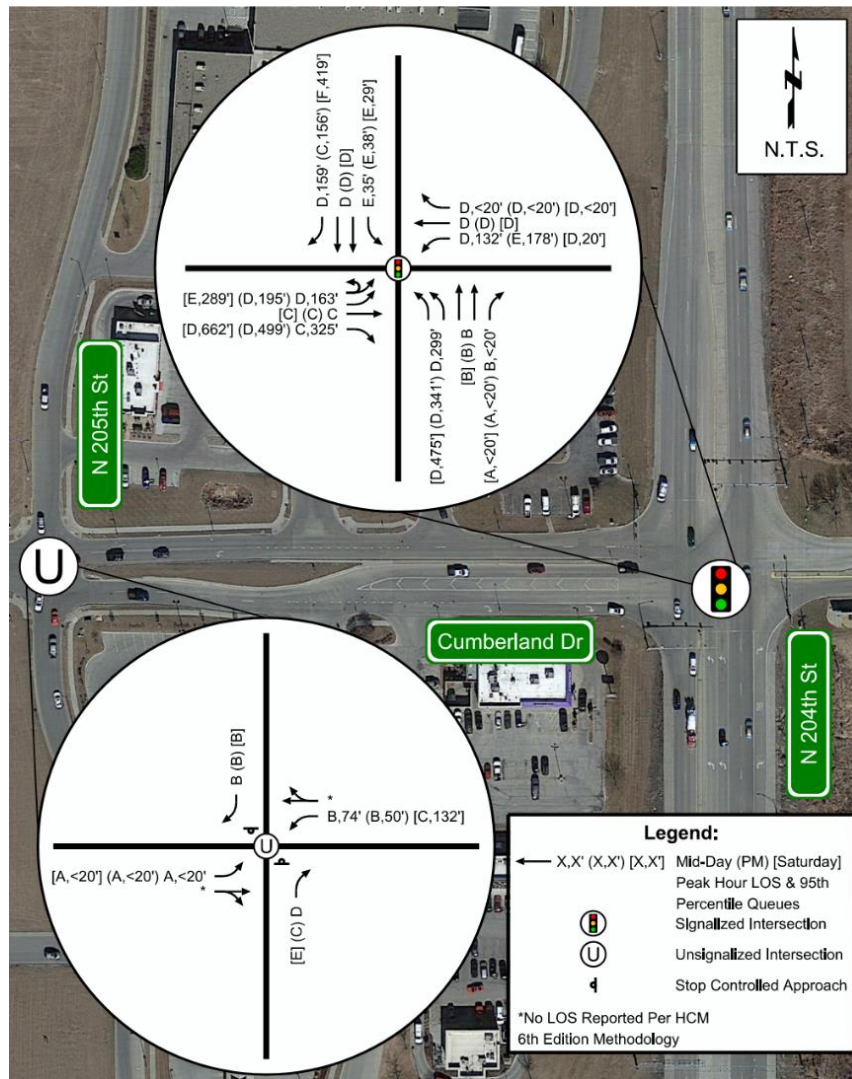 N.T.S.
D,159' (C,156') [F,419']
D (D) [D]
E,35' (E,38') [E,29']
D,<20' (D,<20') [D,<20']
D (D) [D]
D,132' (E,178') [D,20']
[E,289'] (D,195') D,163'
[C] (C) C
[D,662'] (D,499') C,325'
[D,475'] (D,341') D,299'
[B] (B) B
[A,<20'] (A,<20') B,<20'
N 205th St
U
Cumberland Dr
N 204th St
B (B) [B]
*
B,74' (B,50') [C,132']
U
[A,<20'] (A,<20') A,<20'
*
[E] (C) D
Legend:
X,X' (X,X') [X,X'] Mid-Day (PM) [Saturday]
Peak Hour LOS & 95th
Percentile Queues
Signalized Intersection
U Unsignalized Intersection
Stop Controlled Approach
*No LOS Reported Per HCM
6th Edition Methodology